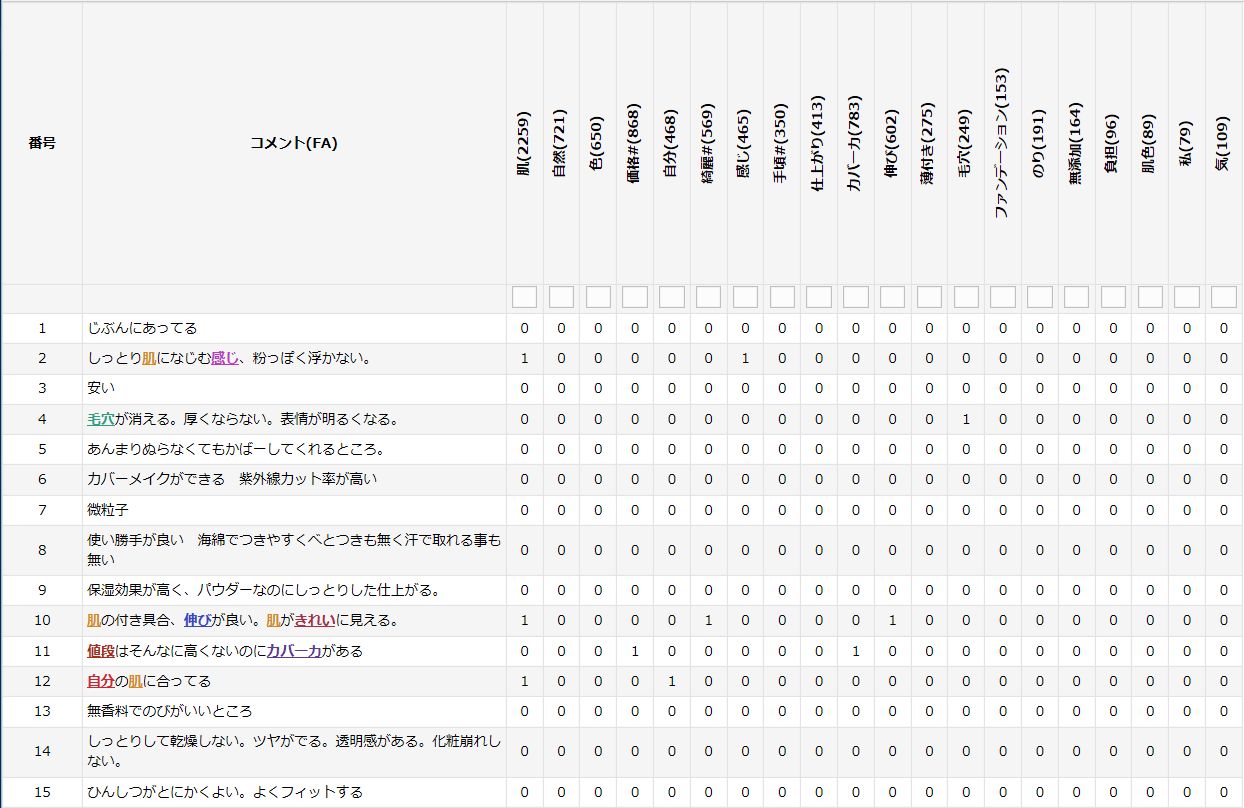 番号 コメント(FA) 肌(2259) 自然(721) 色(650) 価格#(868) 自分(468) 綺麗#(569) 感じ(465) 手頃#(350) 仕上がり(413) カバーカ(783) 伸び(602) 薄付き(275) 毛穴(249) ファンデーション(153) のり(191) 無添加(164) 負担(96) 肌色(89) 私(79) 気(109)
1 じぶんにあってる 0 0 0 0 0 0 0 0 0 0 0 0 0 0 0 0 0 0 0 0
2 しっとり肌になじむ感じ、粉っぽく浮かない。 1 0 0 0 0 0 1 0 0 0 0 0 0 0 0 0 0 0 0 0
3 安い 0 0 0 0 0 0 0 0 0 0 0 0 0 0 0 0 0 0 0 0
4 毛穴が消える。厚くならない。表情が明るくなる。 0 0 0 0 0 0 0 0 0 0 0 0 1 0 0 0 0 0 0 0
5 あんまりぬらなくてもかばーしてくれるところ。 0 0 0 0 0 0 0 0 0 0 0 0 0 0 0 0 0 0 0 0
6 カバーメイクができる　紫外線カット率が高い 0 0 0 0 0 0 0 0 0 0 0 0 0 0 0 0 0 0 0 0
7 微粒子 0 0 0 0 0 0 0 0 0 0 0 0 0 0 0 0 0 0 0 0
8 使い勝手が良い　海綿でつきやすくべとつきも無く汗で取れる事も 0 0 0 0 0 0 0 0 0 0 0 0 0 0 0 0 0 0 0 0
無い
9 保湿効果が高く、パウダーなのにしっとりした仕上がる。 0 0 0 0 0 0 0 0 0 0 0 0 0 0 0 0 0 0 0 0
10 肌の付き具合、伸びが良い。肌がきれいに見える。 1 0 0 0 0 1 0 0 0 0 1 0 0 0 0 0 0 0 0 0
11 値段はそんなに高くないのにカバーカがある 0 0 0 1 0 0 0 0 0 1 0 0 0 0 0 0 0 0 0 0
12 自分の肌に合ってる 1 0 0 0 1 0 0 0 0 0 0 0 0 0 0 0 0 0 0 0
13 無香料でのびがいいところ 0 0 0 0 0 0 0 0 0 0 0 0 0 0 0 0 0 0 0 0
14 しっとりして乾燥しない。ツヤがでる。透明感がある。化粧崩れし 0 0 0 0 0 0 0 0 0 0 0 0 0 0 0 0 0 0 0 0
ない。
15 ひんしつがとにかくよい。よくフィットする 0 0 0 0 0 0 0 0 0 0 0 0 0 0 0 0 0 0 0 0